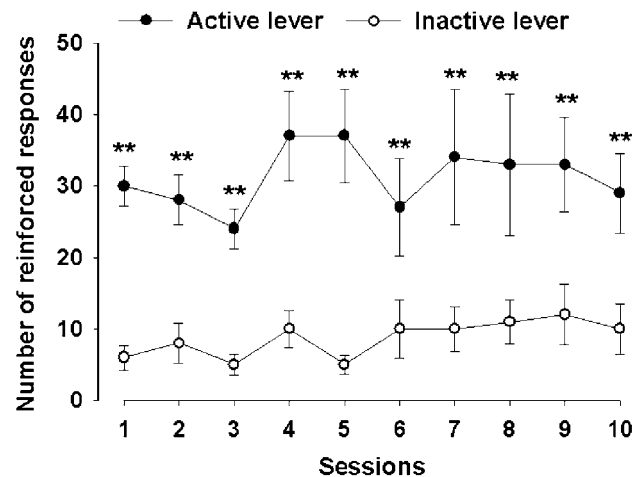 Active lever Inactive lever
Number of reinforced responses
50
40
30
20
10
0
** ** ** ** ** ** ** ** ** **
1 2 3 4 5 6 7 8 9 10
Sessions